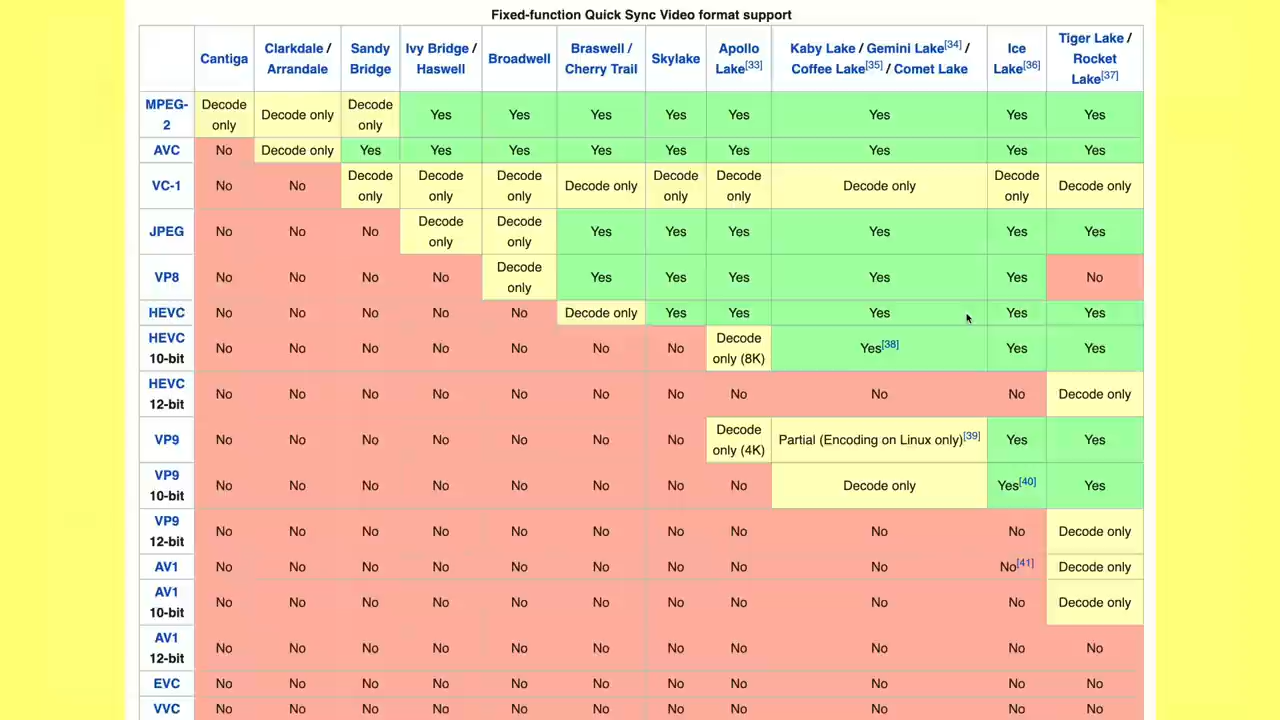 Fixed-function Quick Sync Video format support
Cantiga
Clarkdale /
Arrandale
Sandy
Bridge
Ivy Bridge /
Haswell
Broadwell
Braswell /
Cherry Trail
Skylake
Apollo
Lake[33]
Kaby Lake / Gemini Lake[34] /
Coffee Lake[35] / Comet Lake
Ice
Lake[36]
Tiger Lake /
Rocket
Lake[37]
MPEG-
2
Decode
only
Decode only
Decode
only
Yes
Yes
Yes
Yes
Yes
Yes
Yes
Yes
AVC
No
Decode only
Yes
Yes
Yes
Yes
Yes
Yes
Yes
Yes
Yes
VC-1
No
No
Decode
only
Decode
only
Decode
only
Decode only
Decode
only
Decode
only
Decode only
Decode
only
Decode only
JPEG
No
No
No
Decode
only
Decode
only
Yes
Yes
Yes
Yes
Yes
Yes
VP8
No
No
No
No
Decode
only
Yes
Yes
Yes
Yes
Yes
No
HEVC
No
No
No
No
No
Decode only
Yes
Yes
Yes
Yes
Yes
HEVC
10-bit
No
No
No
No
No
No
No
Decode
only (8K)
Yes[38]
Yes
Yes
HEVC
12-bit
No
No
No
No
No
No
No
No
No
No
Decode only
VP9
No
No
No
No
No
No
No
Decode
only (4K)
Partial (Encoding on Linux only)[39]
Yes
Yes
VP9
10-bit
No
No
No
No
No
No
No
No
Decode only
Yes[40]
Yes
VP9
12-bit
No
No
No
No
No
No
No
No
No
No
Decode only
AV1
No
No
No
No
No
No
No
No
No
No[41]
Decode only
AV1
10-bit
No
No
No
No
No
No
No
No
No
No
Decode only
AV1
12-bit
No
No
No
No
No
No
No
No
No
No
No
EVC
No
No
No
No
No
No
No
No
No
No
No
VVC
No
No
No
No
No
No
No
No
No
No
No